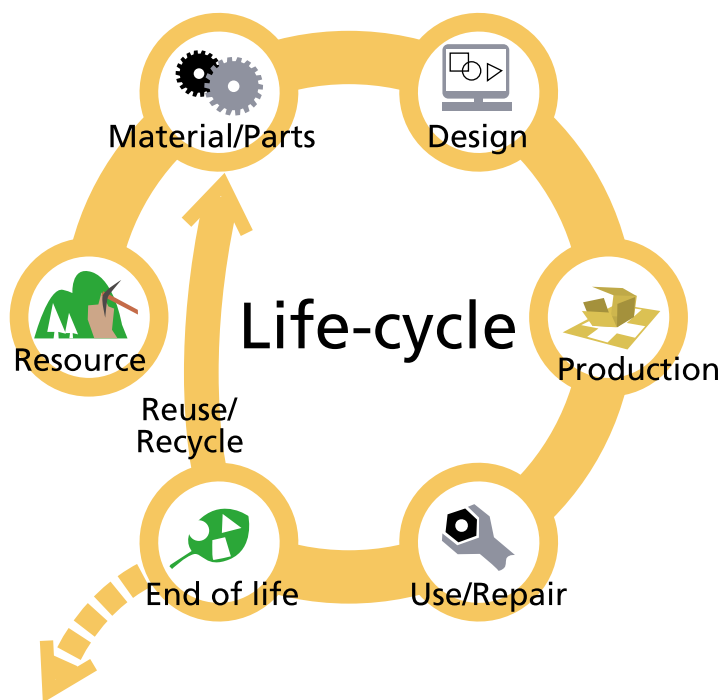 Material/Parts
Design
Life-cycle
Resource
Production
Reuse/
Recycle
End of life
Use/Repair